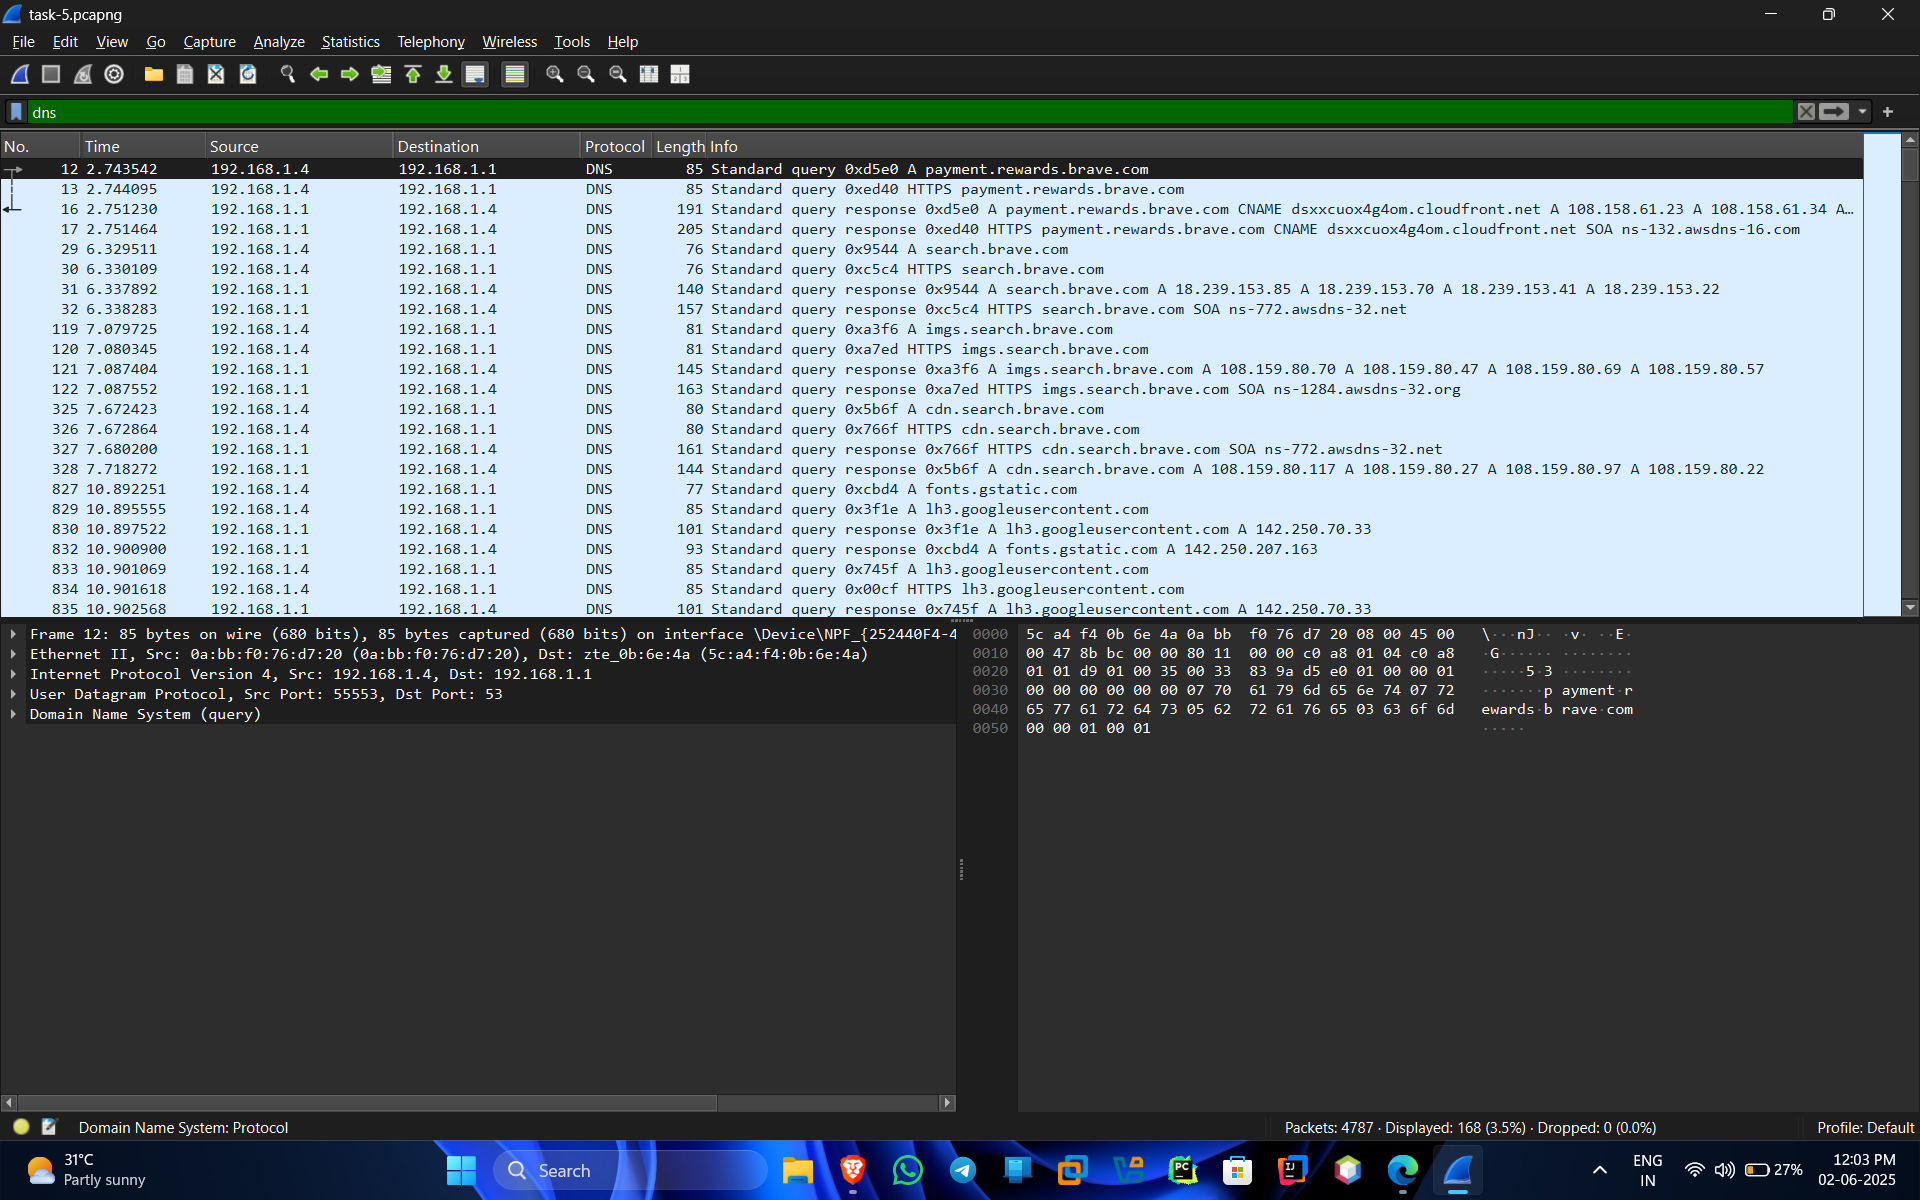 task-5.pcapng
File Edit View Go Capture Analyze Statistics Telephony Wireless Tools Help
dns
No. Time Source Destination Protocol Length Info
12 2.743542 192.168.1.4 192.168.1.1 DNS 85 Standard query 0xd5e0 A payment.rewards.brave.com
13 2.744095 192.168.1.4 192.168.1.1 DNS 85 Standard query 0xed40 HTTPS payment.rewards.brave.com
16 2.751230 192.168.1.1 192.168.1.4 DNS 191 Standard query response 0xd5e0 A payment.rewards.brave.com CNAME dsxxcuox4g4om.cloudfront.net A 108.158.61.23 A 108.158.61.34 A…
17 2.751464 192.168.1.1 192.168.1.4 DNS 205 Standard query response 0xed40 HTTPS payment.rewards.brave.com CNAME dsxxcuox4g4om.cloudfront.net SOA ns-132.awsdns-16.com
29 6.329511 192.168.1.4 192.168.1.1 DNS 76 Standard query 0x9544 A search.brave.com
30 6.330109 192.168.1.4 192.168.1.1 DNS 76 Standard query 0xc5c4 HTTPS search.brave.com
31 6.337892 192.168.1.1 192.168.1.4 DNS 140 Standard query response 0x9544 A search.brave.com A 18.239.153.85 A 18.239.153.70 A 18.239.153.41 A 18.239.153.22
32 6.338283 192.168.1.1 192.168.1.4 DNS 157 Standard query response 0xc5c4 HTTPS search.brave.com SOA ns-772.awsdns-32.net
119 7.079725 192.168.1.4 192.168.1.1 DNS 81 Standard query 0xa3f6 A imgs.search.brave.com
120 7.080345 192.168.1.4 192.168.1.1 DNS 81 Standard query 0xa7ed HTTPS imgs.search.brave.com
121 7.087404 192.168.1.1 192.168.1.4 DNS 145 Standard query response 0xa3f6 A imgs.search.brave.com A 108.159.80.70 A 108.159.80.47 A 108.159.80.69 A 108.159.80.57
122 7.087552 192.168.1.1 192.168.1.4 DNS 163 Standard query response 0xa7ed HTTPS imgs.search.brave.com SOA ns-1284.awsdns-32.org
325 7.672423 192.168.1.4 192.168.1.1 DNS 80 Standard query 0x5b6f A cdn.search.brave.com
326 7.672864 192.168.1.4 192.168.1.1 DNS 80 Standard query 0x766f HTTPS cdn.search.brave.com
327 7.680200 192.168.1.1 192.168.1.4 DNS 161 Standard query response 0x766f HTTPS cdn.search.brave.com SOA ns-772.awsdns-32.net
328 7.718272 192.168.1.1 192.168.1.4 DNS 144 Standard query response 0x5b6f A cdn.search.brave.com A 108.159.80.117 A 108.159.80.27 A 108.159.80.97 A 108.159.80.22
827 10.892251 192.168.1.4 192.168.1.1 DNS 77 Standard query 0xcbd4 A fonts.gstatic.com
829 10.895555 192.168.1.4 192.168.1.1 DNS 85 Standard query 0x3f1e A lh3.googleusercontent.com
830 10.897522 192.168.1.1 192.168.1.4 DNS 101 Standard query response 0x3f1e A lh3.googleusercontent.com A 142.250.70.33
832 10.900900 192.168.1.1 192.168.1.4 DNS 93 Standard query response 0xcbd4 A fonts.gstatic.com A 142.250.207.163
833 10.901069 192.168.1.4 192.168.1.1 DNS 85 Standard query 0x745f A lh3.googleusercontent.com
834 10.901618 192.168.1.4 192.168.1.1 DNS 85 Standard query 0x00cf HTTPS lh3.googleusercontent.com
835 10.902568 192.168.1.1 192.168.1.4 DNS 101 Standard query response 0x745f A lh3.googleusercontent.com A 142.250.70.33
Frame 12: 85 bytes on wire (680 bits), 85 bytes captured (680 bits) on interface \Device\NPF_{252440F4-4
Ethernet II, Src: 0a:bb:f0:76:d7:20 (0a:bb:f0:76:d7:20), Dst: zte_0b:6e:4a (5c:a4:f4:0b:6e:4a)
Internet Protocol Version 4, Src: 192.168.1.4, Dst: 192.168.1.1
User Datagram Protocol, Src Port: 55553, Dst Port: 53
Domain Name System (query)
0000 5c a4 f4 0b 6e 4a 0a bb f0 76 d7 20 08 00 45 00 \···nJ·· ·v· ··E·
0010 00 47 8b bc 00 00 80 11 00 00 c0 a8 01 04 c0 a8 ·G······ ········
0020 01 01 d9 01 00 35 00 33 83 9a d5 e0 01 00 00 01 ·····5·3 ········
0030 00 00 00 00 00 00 07 70 61 79 6d 65 6e 74 07 72 ·······p ayment·r
0040 65 77 61 72 64 73 05 62 72 61 76 65 03 63 6f 6d ewards·b rave·com
0050 00 00 01 00 01 ·····
Domain Name System: Protocol
Packets: 4787 · Displayed: 168 (3.5%) · Dropped: 0 (0.0%)
Profile: Default
31°C
Partly sunny
Search
PC
IJ
ENG
IN
27%
12:03 PM
02-06-2025